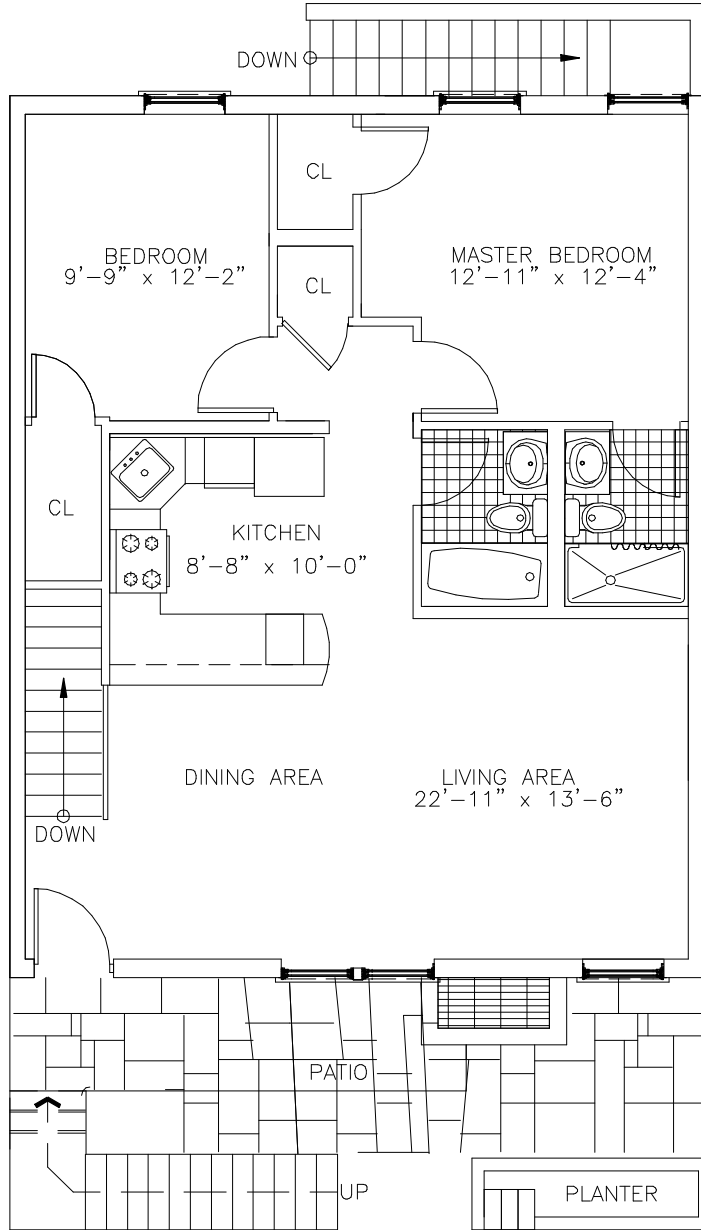 DOWN
CL
BEDROOM
9'-9" x 12'-2"
MASTER BEDROOM
12'-11" x 12'-4"
CL
CL
KITCHEN
8'-8" x 10'-0"
DINING AREA
LIVING AREA
22'-11" x 13'-6"
DOWN
PATIO
UP
PLANTER